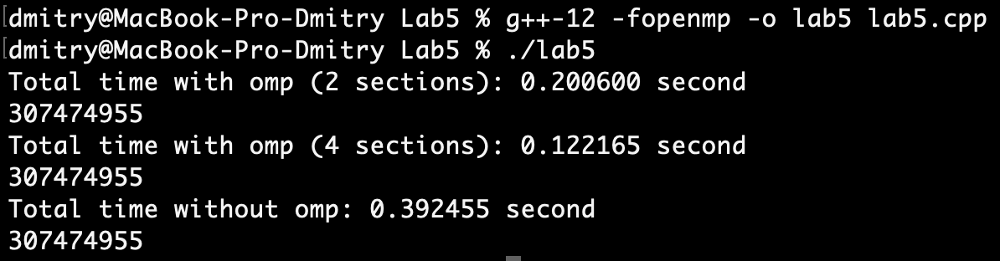 dmitry@MacBook-Pro-Dmitry Lab5 % g++-12 -fopenmp -o lab5 lab5.cpp
dmitry@MacBook-Pro-Dmitry Lab5 % ./lab5
Total time with omp (2 sections): 0.200600 second
307474955
Total time with omp (4 sections): 0.122165 second
307474955
Total time without omp: 0.392455 second
307474955